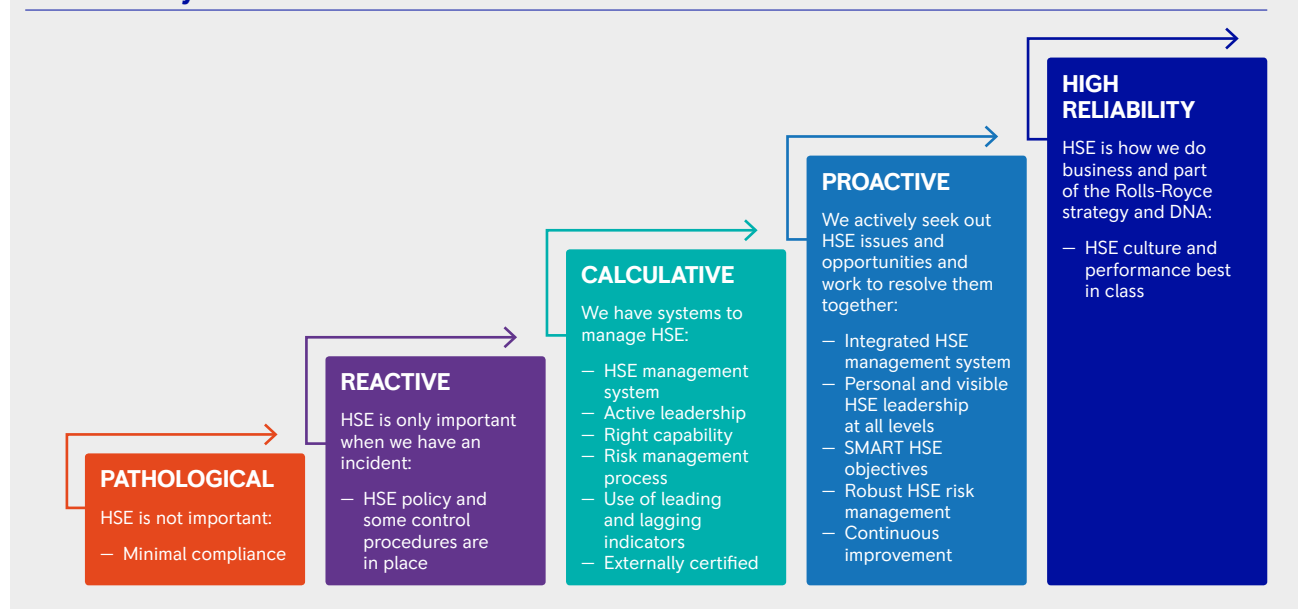 PATHOLOGICAL
HSE is not important:
— Minimal compliance
REACTIVE
HSE is only important
when we have an
incident:
— HSE policy and
some control
procedures are
in place
CALCULATIVE
We have systems to
manage HSE:
— HSE management
system
— Active leadership
— Right capability
— Risk management
process
— Use of leading
and lagging
indicators
— Externally certified
PROACTIVE
We actively seek out
HSE issues and
opportunities and
work to resolve them
together:
— Integrated HSE
management system
— Personal and visible
HSE leadership
at all levels
— SMART HSE
objectives
— Robust HSE risk
management
— Continuous
improvement
HIGH
RELIABILITY
HSE is how we do
business and part
of the Rolls-Royce
strategy and DNA:
— HSE culture and
performance best
in class